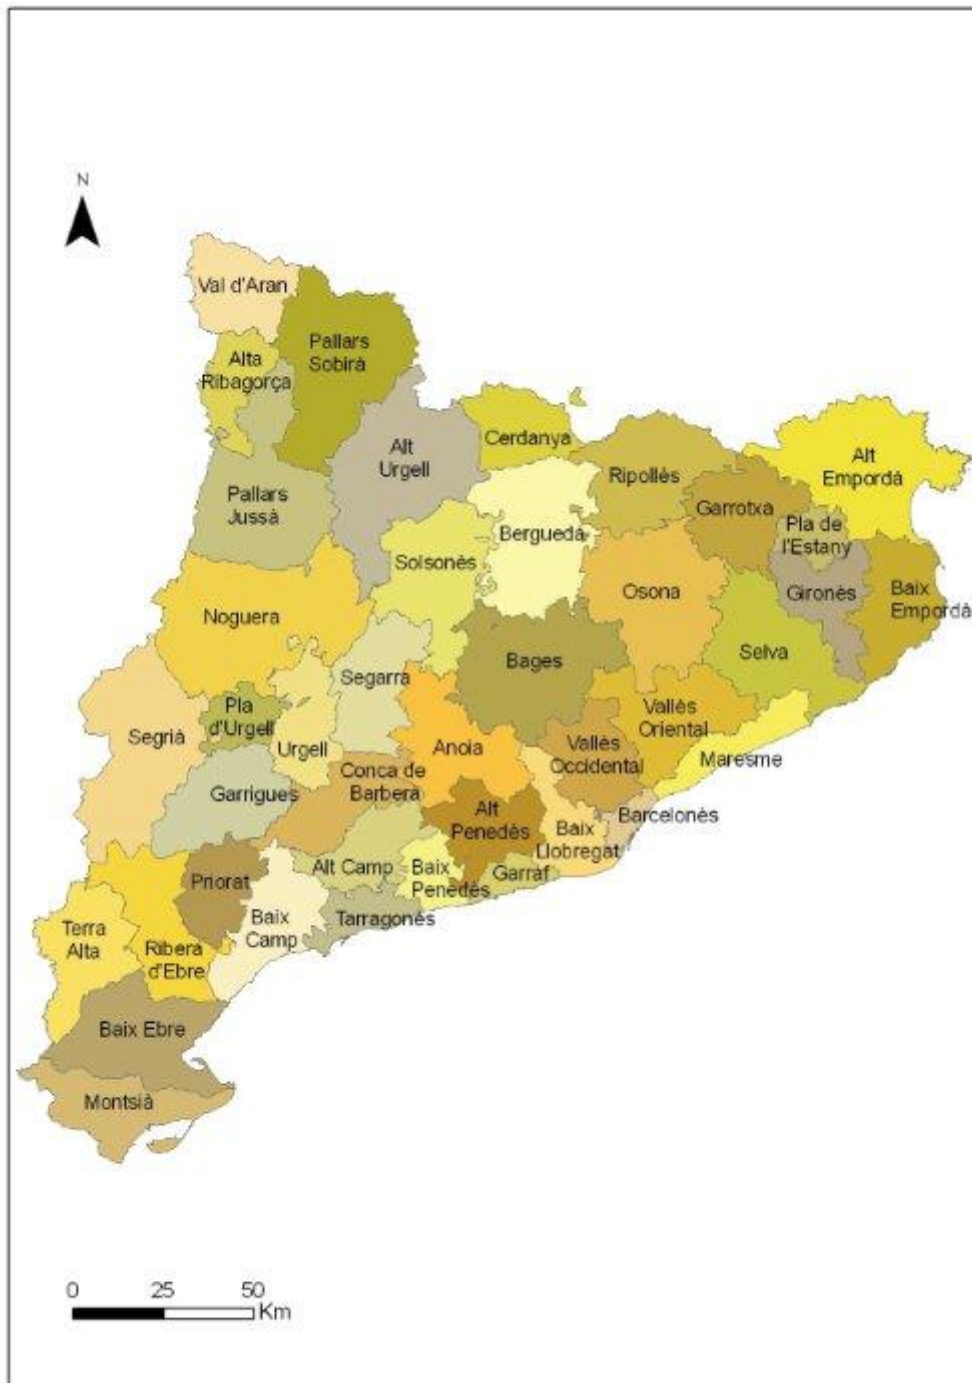 N
Val d'Aran
Pallars
Sobirà
Alta
Ribagorça
Cerdanya
Alt
Urgell
Alt
Empordà
Ripollès
Garrotxa
Pallars
Jussà
Pla de
l'Estany
Berguedà
Solsonès
Osona
Gironès
Baix
Empordà
Noguera
Selva
Bages
Segarra
Pla
d'Urgell
Vallès
Oriental
Segrià
Urgell
Anoia
Vallès
Occidental
Maresme
Conca de
Barberà
Garrigues
Alt
Penedès
Barcelonès
Baix
Llobregat
Alt Camp
Baix
Penedès
Garraf
Priorat
Baix
Camp
Tarragonés
Terra
Alta
Ribera
d'Ebre
Baix Ebre
Montsià
0 25 50
Km